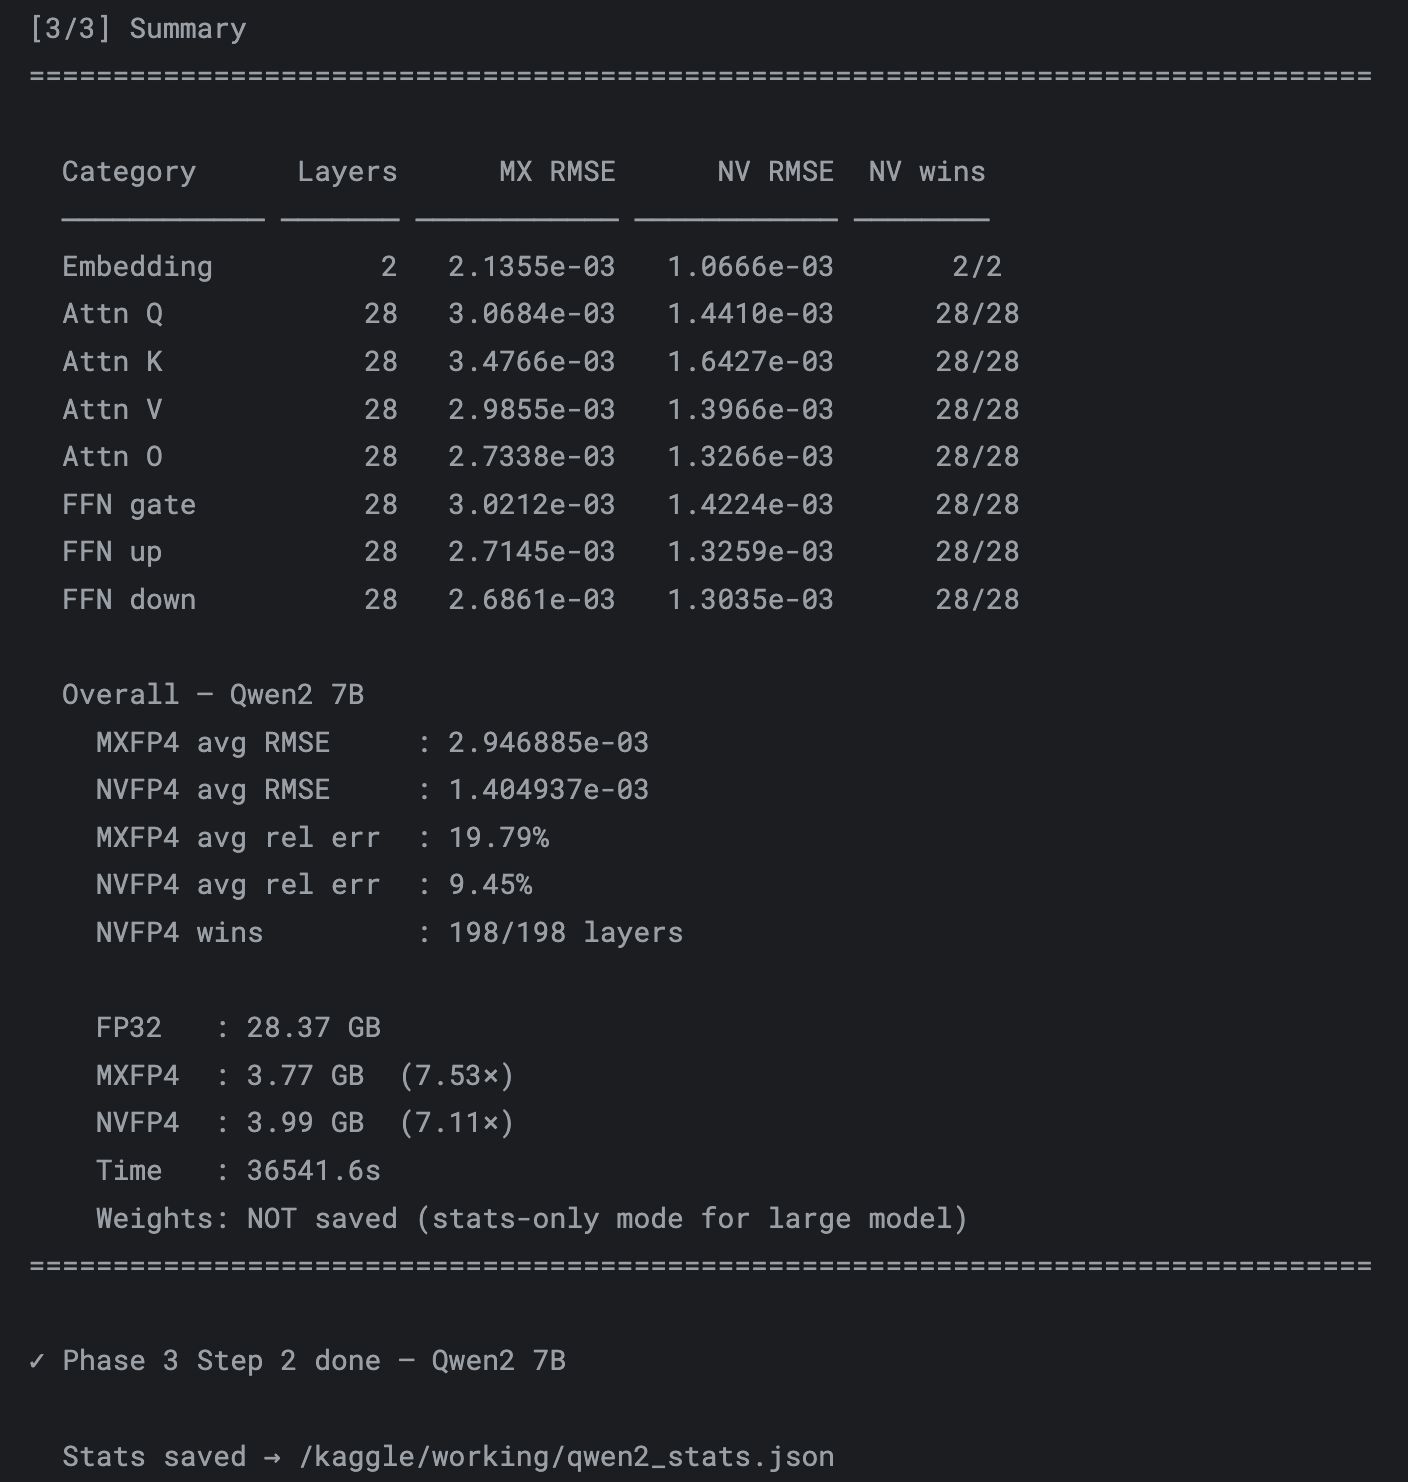 [3/3] Summary
================================================================================
Category Layers MX RMSE NV RMSE NV wins
──────────── ─────── ──────────── ──────────── ────────
Embedding 2 2.1355e-03 1.0666e-03 2/2
Attn Q 28 3.0684e-03 1.4410e-03 28/28
Attn K 28 3.4766e-03 1.6427e-03 28/28
Attn V 28 2.9855e-03 1.3966e-03 28/28
Attn O 28 2.7338e-03 1.3266e-03 28/28
FFN gate 28 3.0212e-03 1.4224e-03 28/28
FFN up 28 2.7145e-03 1.3259e-03 28/28
FFN down 28 2.6861e-03 1.3035e-03 28/28
Overall — Qwen2 7B
MXFP4 avg RMSE : 2.946885e-03
NVFP4 avg RMSE : 1.404937e-03
MXFP4 avg rel err : 19.79%
NVFP4 avg rel err : 9.45%
NVFP4 wins : 198/198 layers
FP32 : 28.37 GB
MXFP4 : 3.77 GB (7.53×)
NVFP4 : 3.99 GB (7.11×)
Time : 36541.6s
Weights: NOT saved (stats-only mode for large model)
================================================================================
✓ Phase 3 Step 2 done — Qwen2 7B
Stats saved → /kaggle/working/qwen2_stats.json